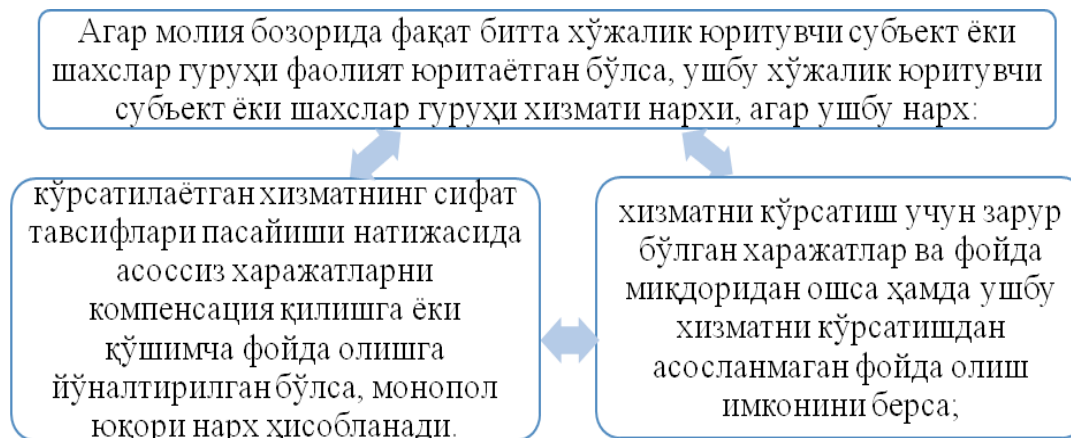 Агар молия бозорида фақат битта хўжалик юритувчи субъект ёки
шахслар гуруҳи фаолият юритаётган бўлса, ушбу хўжалик юритувчи
субъект ёки шахслар гуруҳи хизмати нархи, агар ушбу нарх:
кўрсатилаётган хизматнинг сифат
тавсифлари пасайиши натижасида
асоссиз харажатларни
компенсация қилишга ёки
қўшимча фойда олишга
йўналтирилган бўлса, монопол
юқори нарх ҳисобланади.
хизматни кўрсатиш учун зарур
бўлган харажатлар ва фойда
миқдоридан ошса ҳамда ушбу
хизматни кўрсатишдан
асосланмаган фойда олиш
имконини берса;